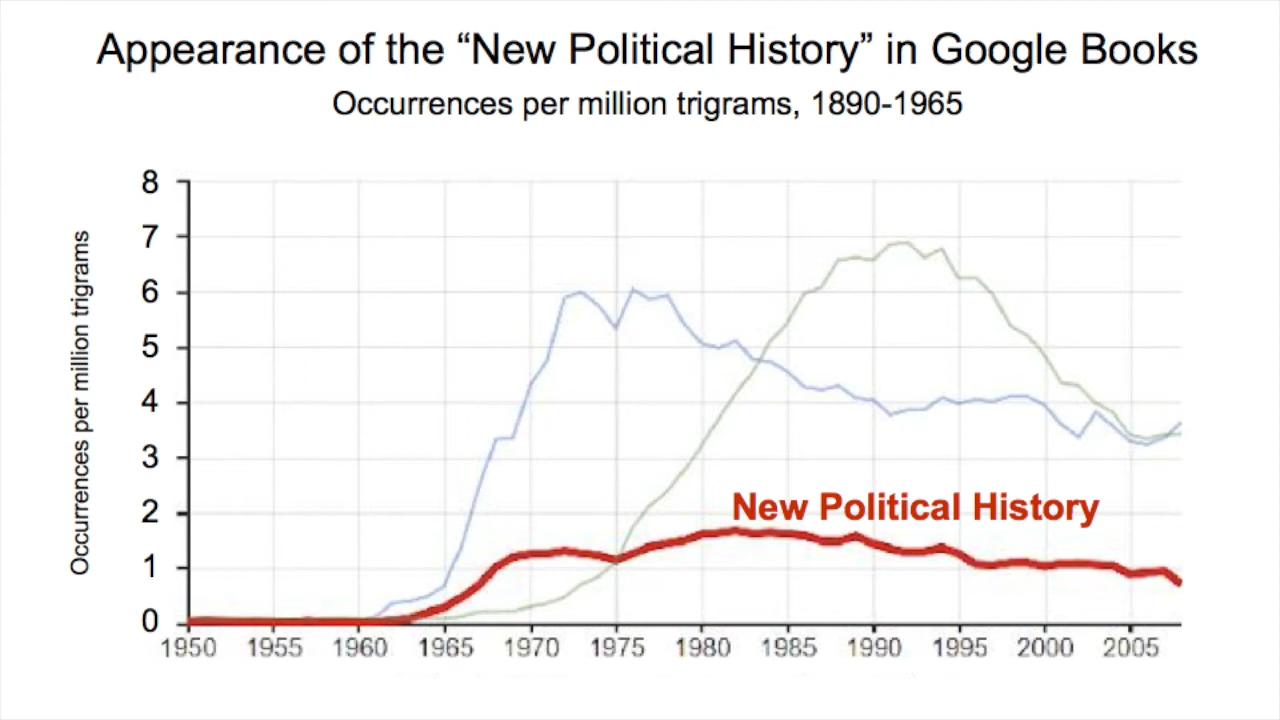 Appearance of the “New Political History” in Google Books
Occurrences per million trigrams, 1890-1965
Occurrences per million trigrams
8
7
6
5
4
3
2
1
0
New Political History
1950 1955 1960 1965 1970 1975 1980 1985 1990 1995 2000 2005